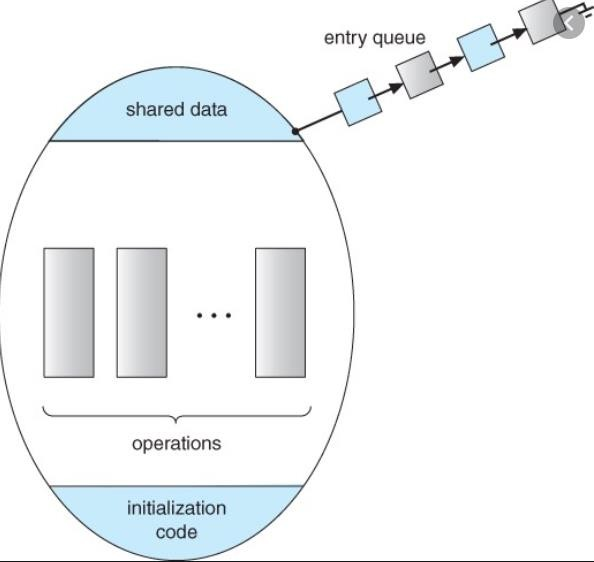 entry queue
shared data
...
operations
initialization
code